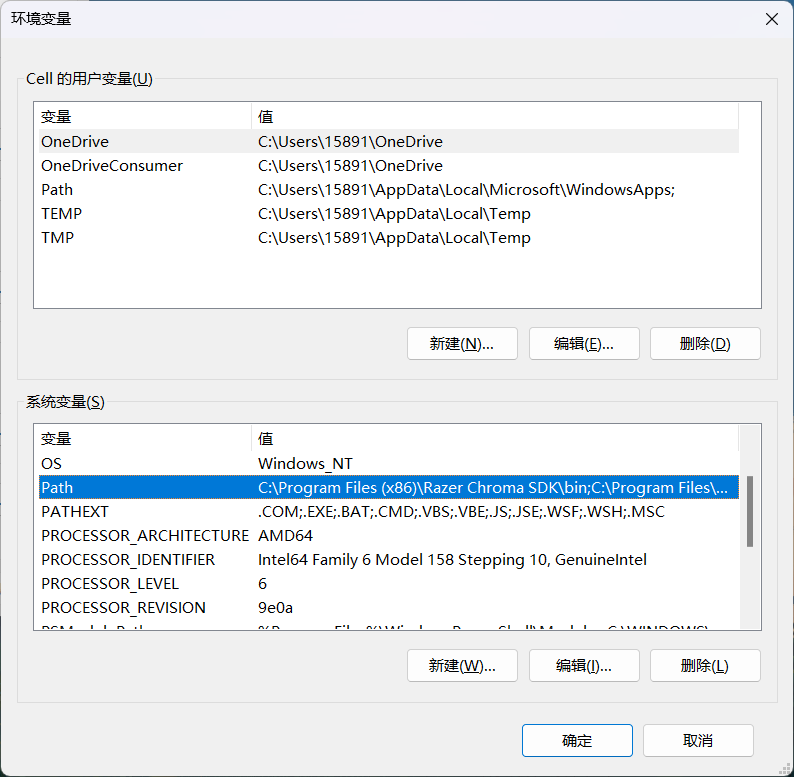 环境变量
Cell 的用户变量(U)
变量 值
OneDrive C:\Users\15891\OneDrive
OneDriveConsumer C:\Users\15891\OneDrive
Path C:\Users\15891\AppData\Local\Microsoft\WindowsApps;
TEMP C:\Users\15891\AppData\Local\Temp
TMP C:\Users\15891\AppData\Local\Temp
新建(N)... 编辑(E)... 删除(D)
系统变量(S)
变量 值
OS Windows_NT
Path C:\Program Files (x86)\Razer Chroma SDK\bin;C:\Program Files\...
PATHEXT .COM;.EXE;.BAT;.CMD;.VBS;.VBE;.JS;.JSE;.WSF;.WSH;.MSC
PROCESSOR_ARCHITECTURE AMD64
PROCESSOR_IDENTIFIER Intel64 Family 6 Model 158 Stepping 10, GenuineIntel
PROCESSOR_LEVEL 6
PROCESSOR_REVISION 9e0a
新建(W)... 编辑(I)... 删除(L)
确定 取消